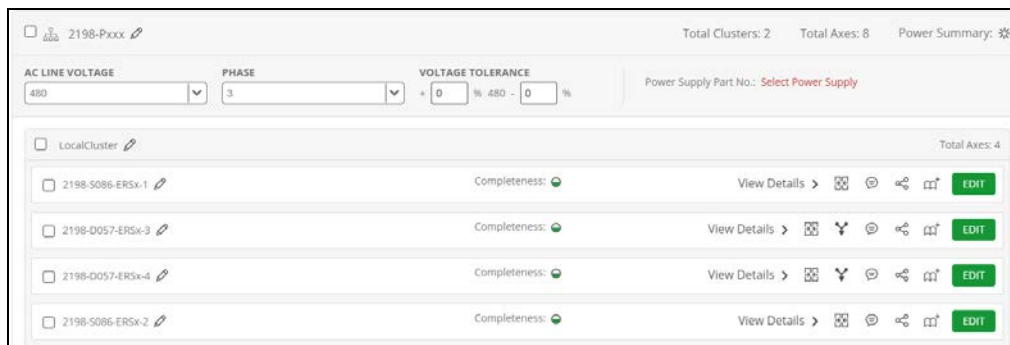 2198-Pxxx Total Clusters: 2 Total Axes: 8 Power Summary:
AC LINE VOLTAGE PHASE VOLTAGE TOLERANCE
480 3 + 0 % 480 - 0 % Power Supply Part No.: Select Power Supply
LocalCluster Total Axes: 4
2198-S086-ERSx-1 Completeness: View Details > EDIT
2198-D057-ERSx-3 Completeness: View Details > EDIT
2198-D057-ERSx-4 Completeness: View Details > EDIT
2198-S086-ERSx-2 Completeness: View Details > EDIT